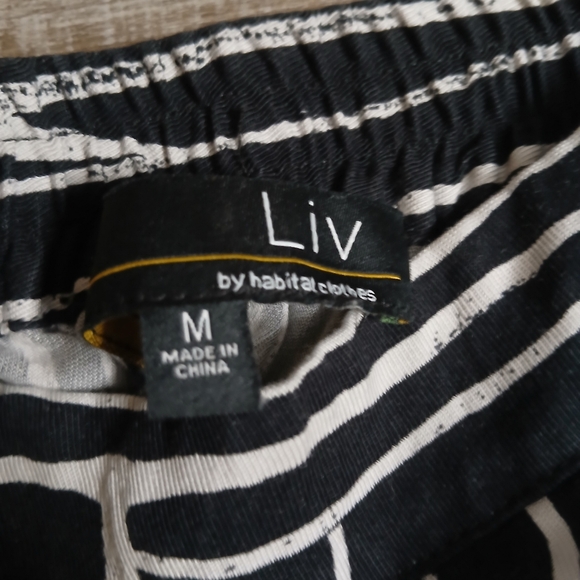 Liv
by habitat clothes
M
MADE IN
CHINA